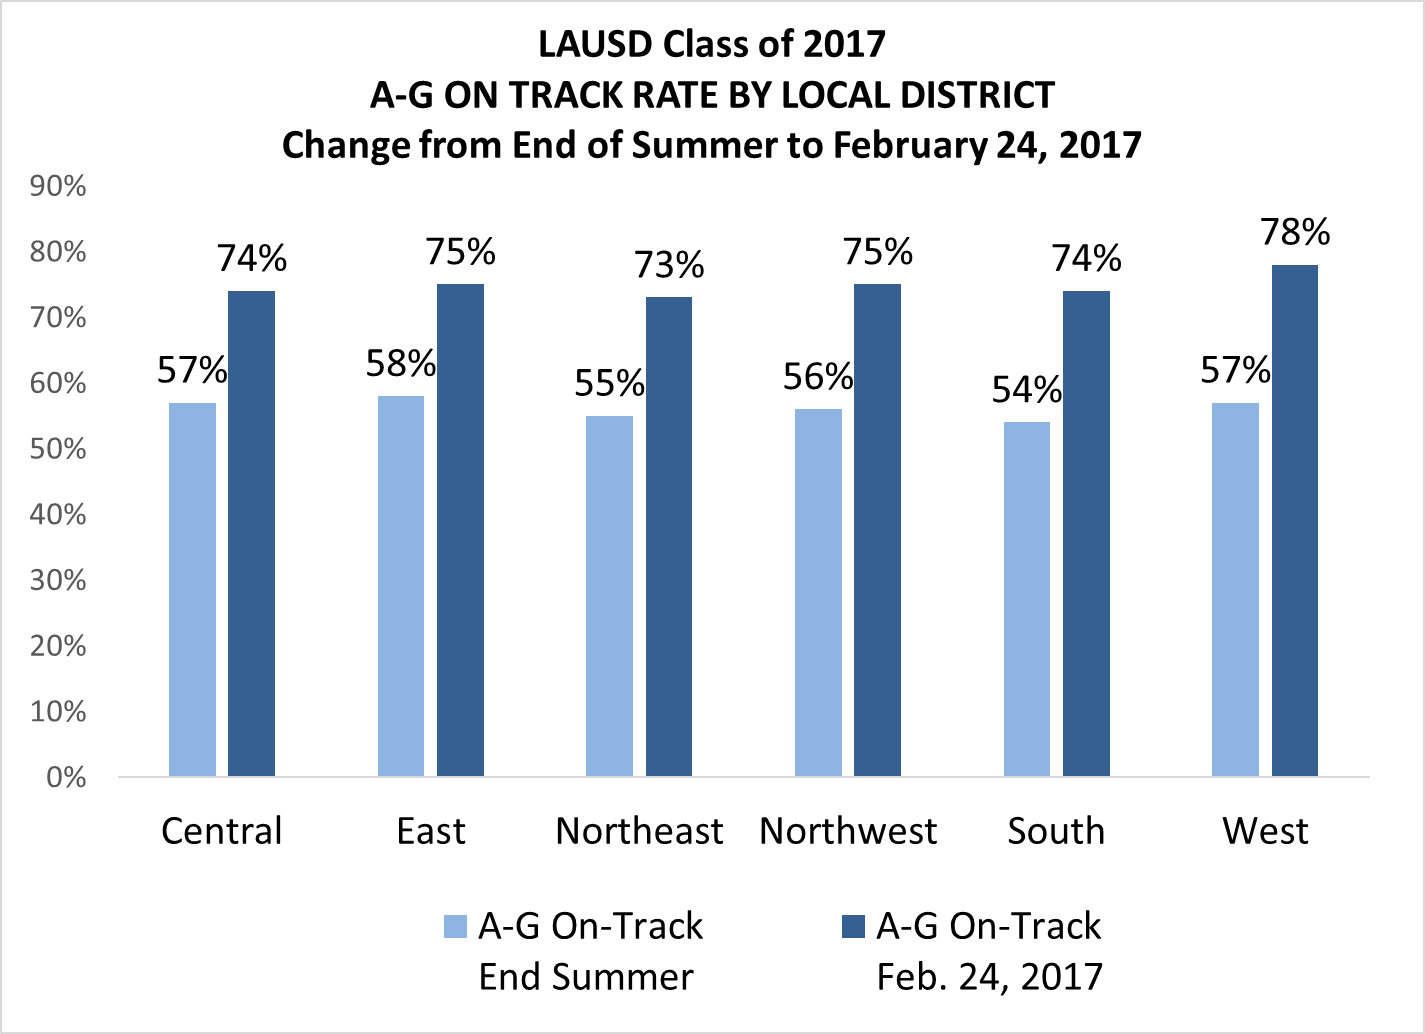 LAUSD Class of 2017
A-G ON TRACK RATE BY LOCAL DISTRICT
Change from End of Summer to February 24, 2017
90%
80%
70%
60%
50%
40%
30%
20%
10%
0%
57%
74%
58%
75%
55%
73%
56%
75%
54%
74%
57%
78%
Central
East
Northeast
Northwest
South
West
A-G On-Track
End Summer
A-G On-Track
Feb. 24, 2017